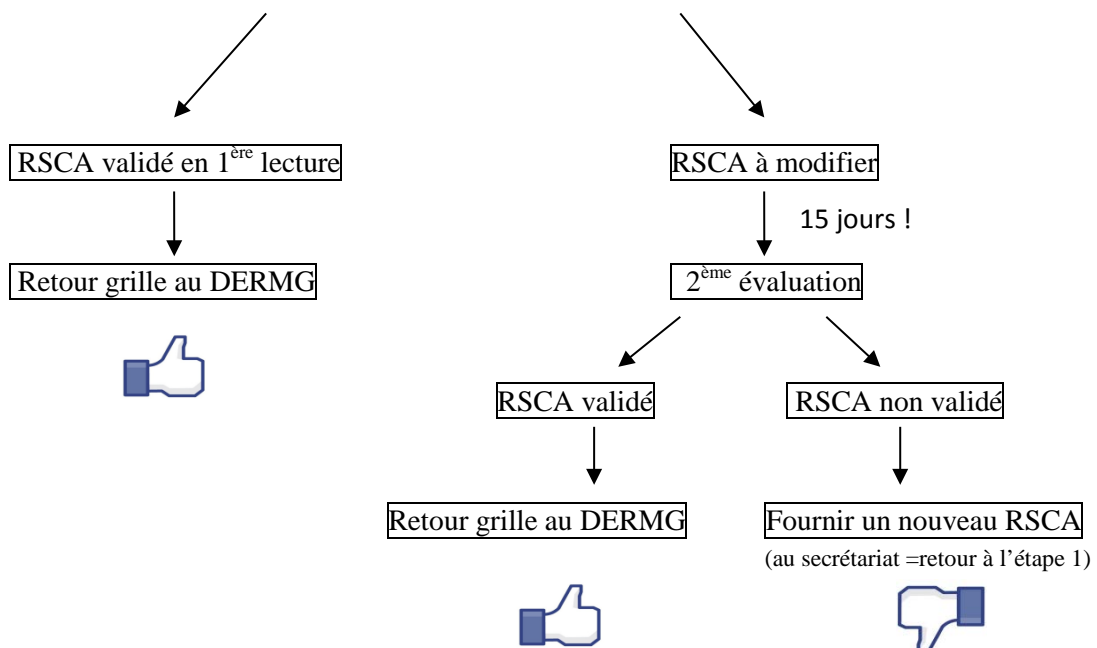 RSCA validé en 1ère lecture
RSCA à modifier
15 jours !
Retour grille au DERMG
2ème évaluation
RSCA validé
RSCA non validé
Retour grille au DERMG
Fournir un nouveau RSCA
(au secrétariat =retour à l’étape 1)